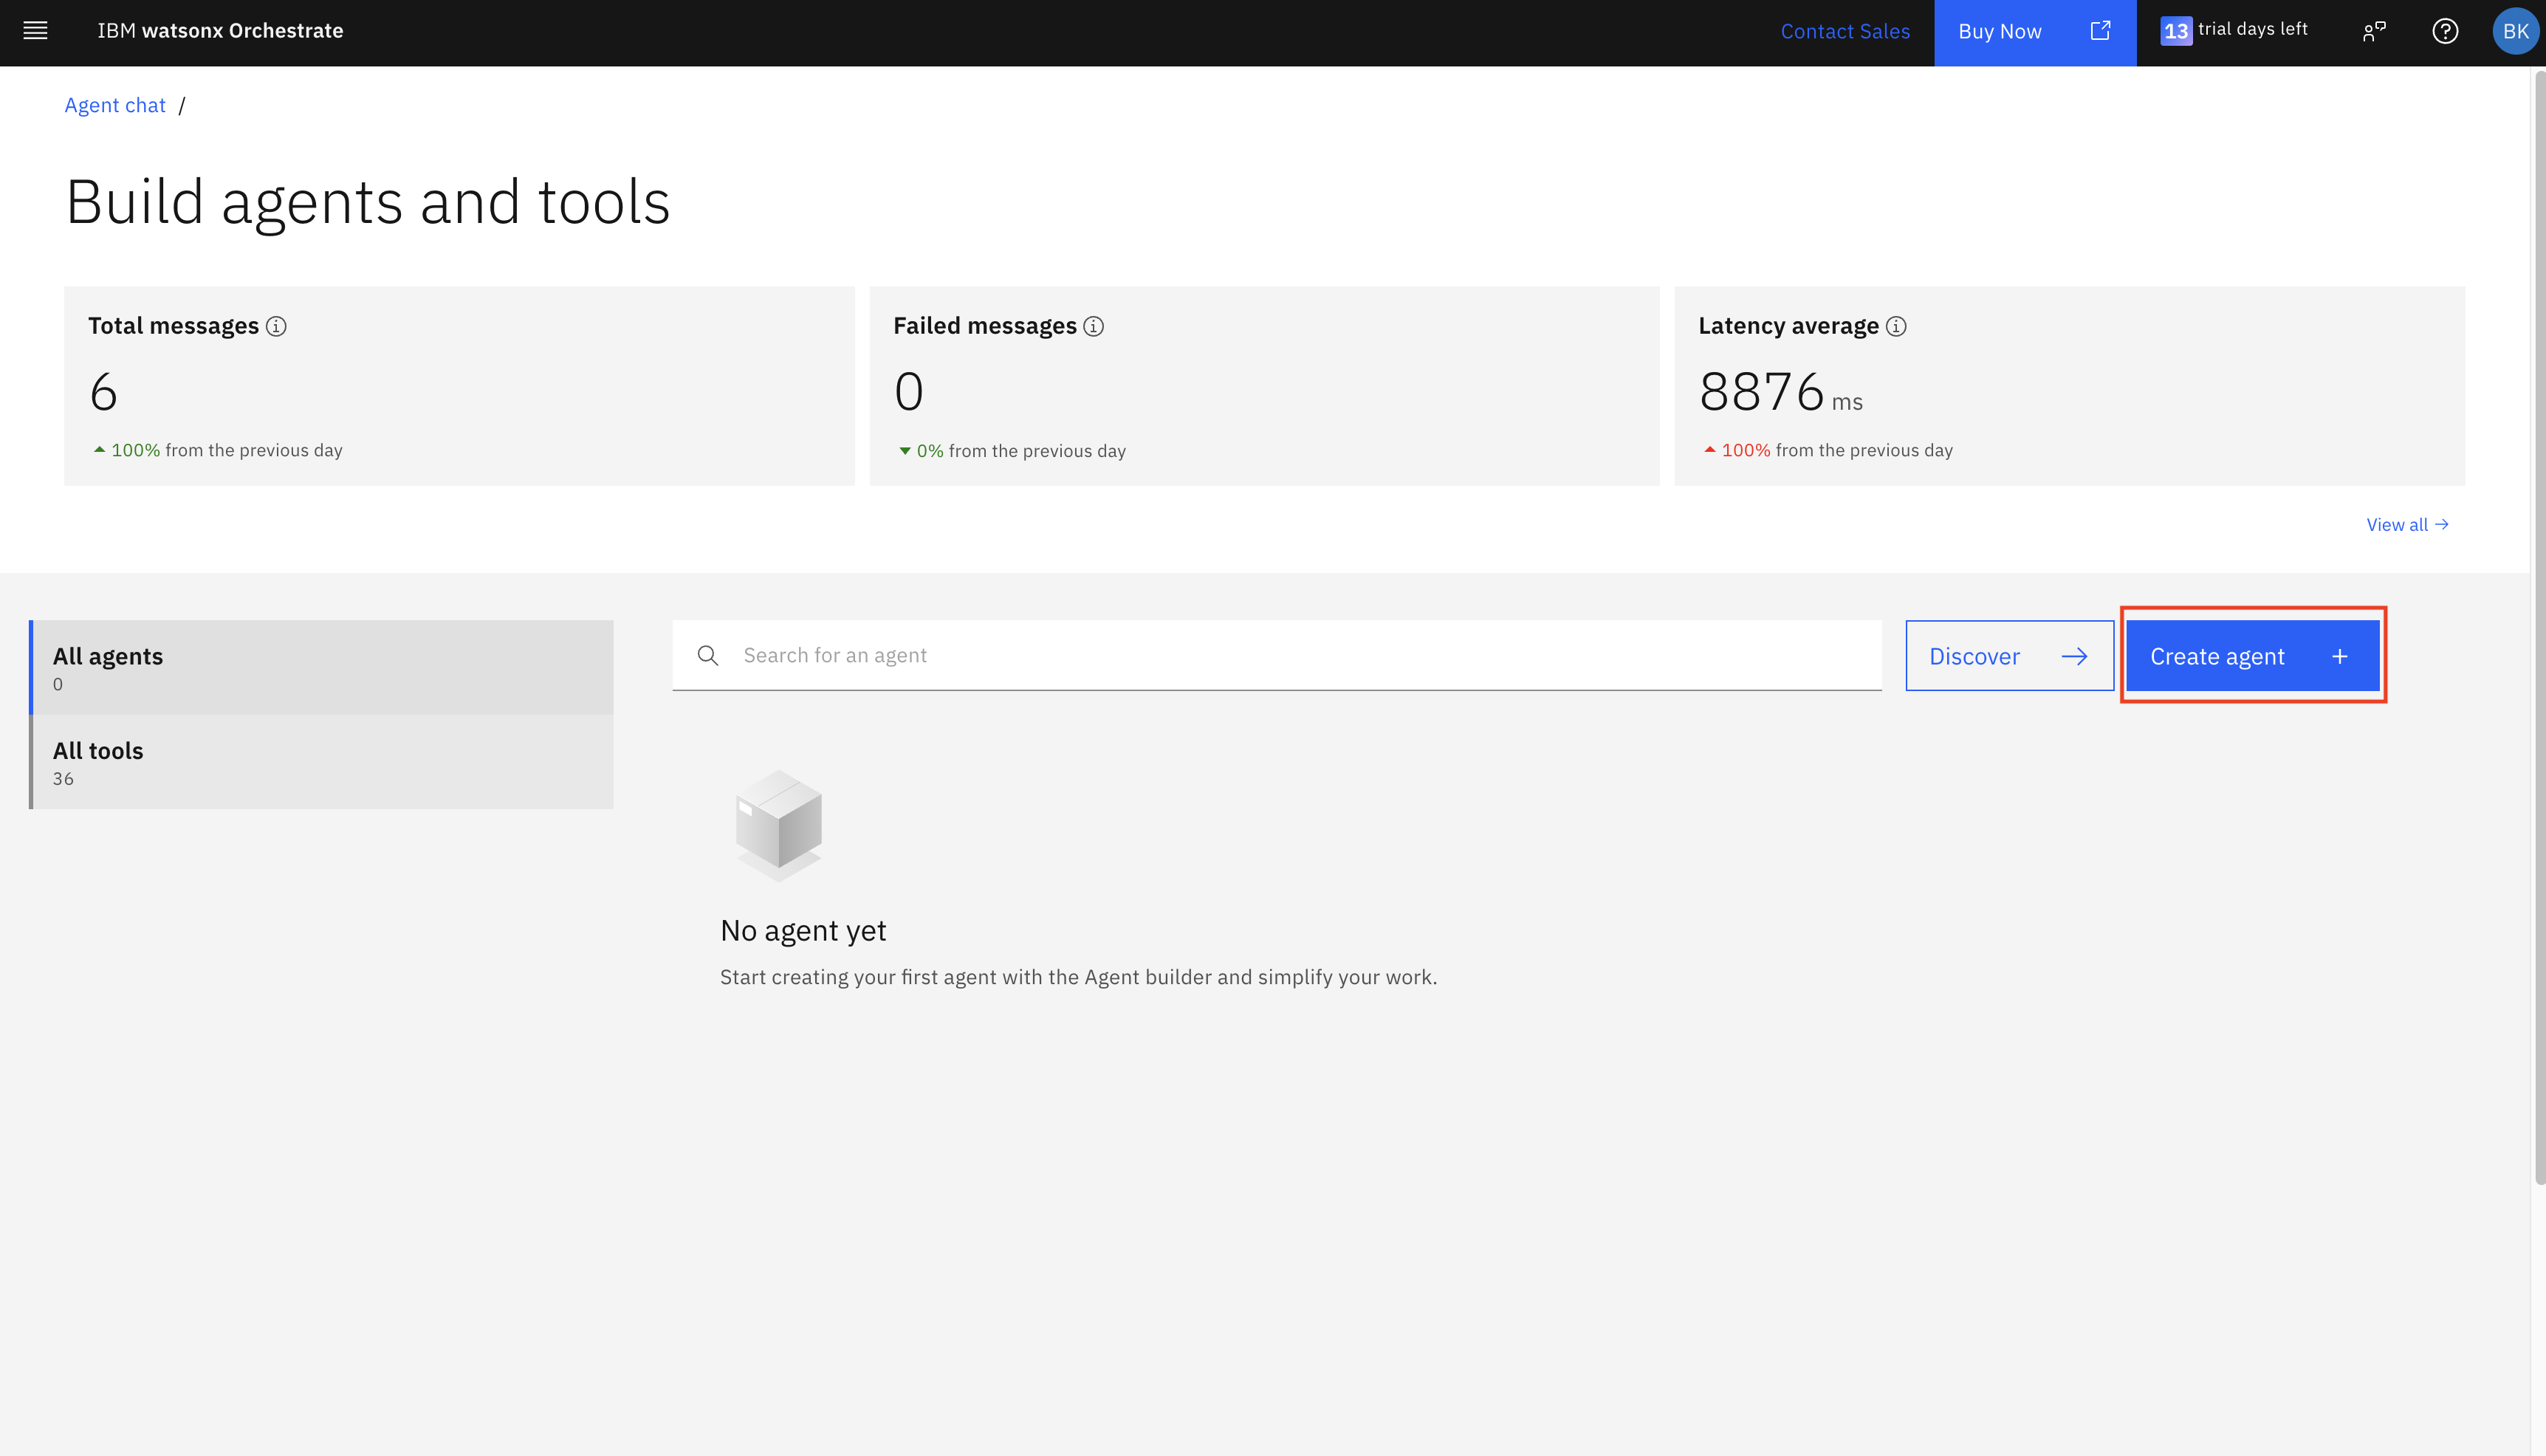 IBM watsonx Orchestrate
Contact Sales
Buy Now
13 trial days left
BK
Agent chat /
Build agents and tools
Total messages
6
100% from the previous day
Failed messages
0
0% from the previous day
Latency average
8876 ms
100% from the previous day
View all
All agents
0
All tools
36
Search for an agent
Discover
Create agent
No agent yet
Start creating your first agent with the Agent builder and simplify your work.